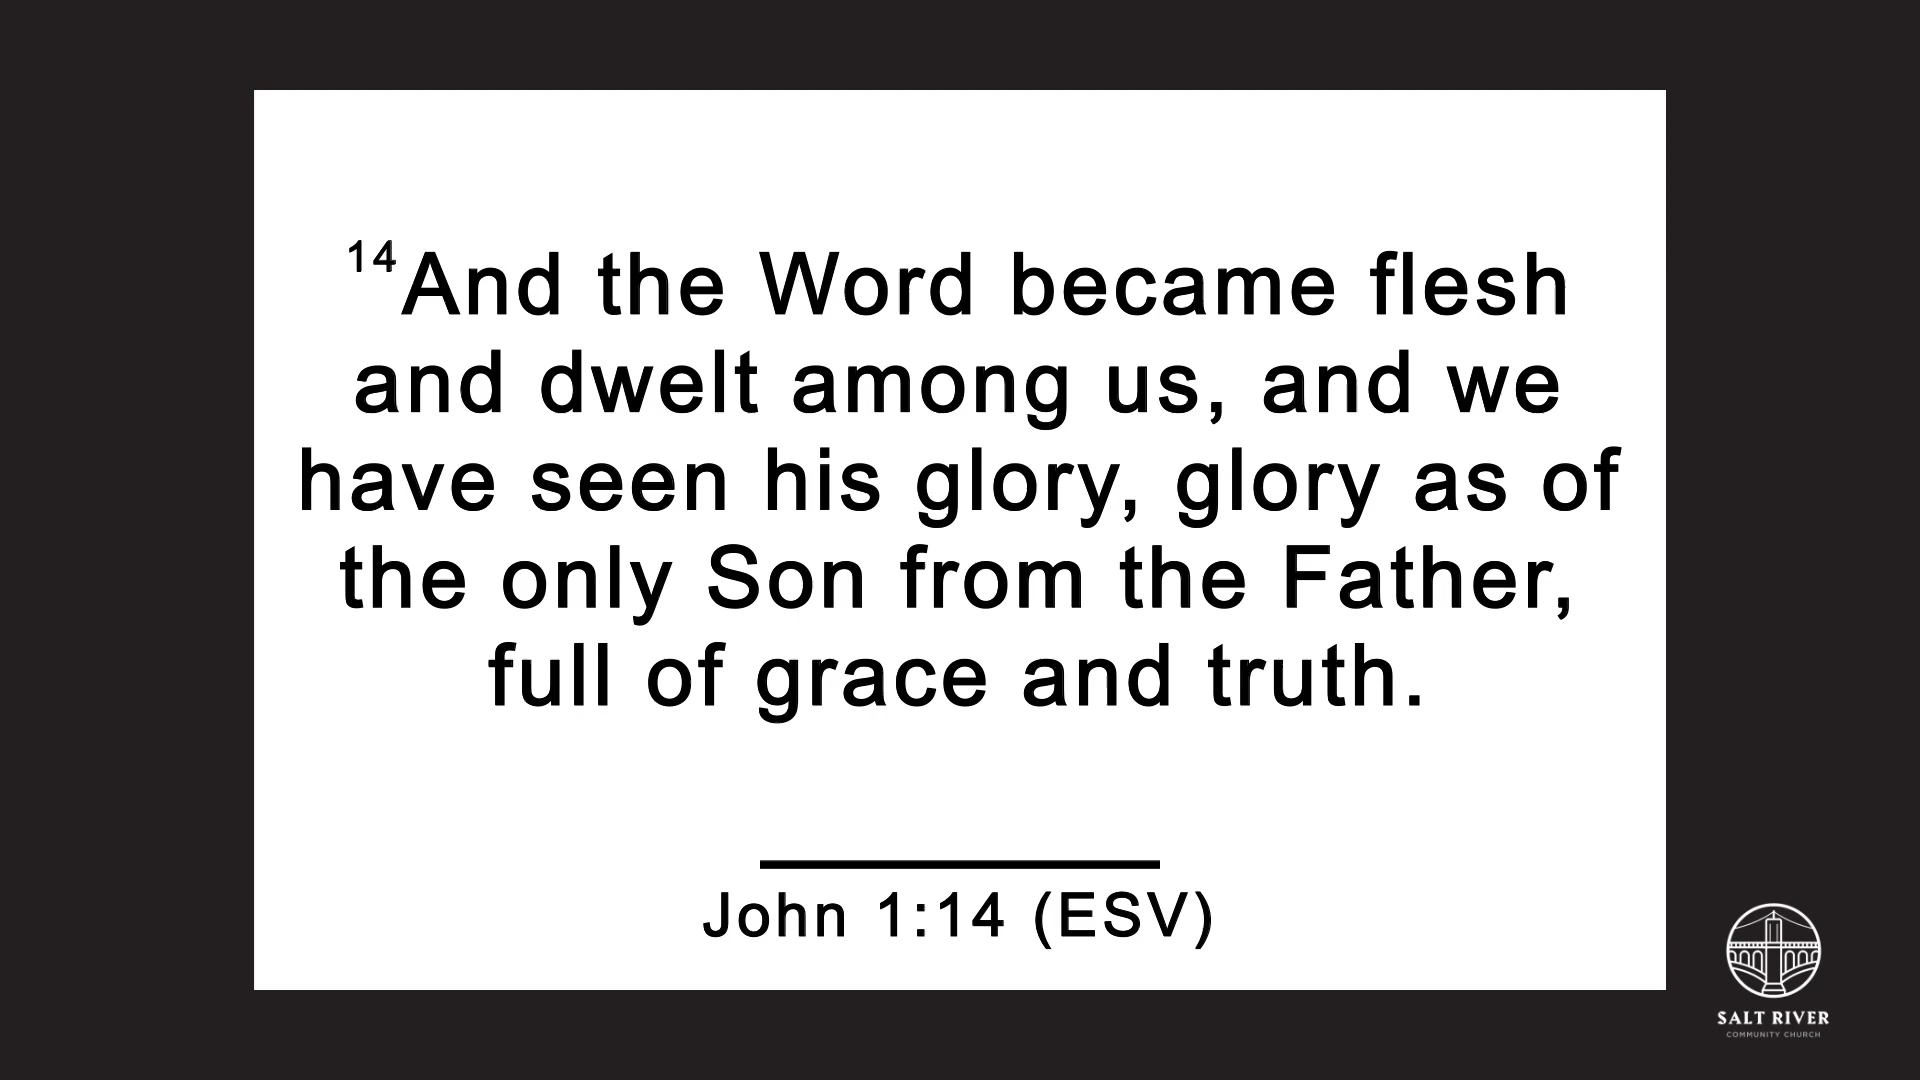 14And the Word became flesh
and dwelt among us, and we
have seen his glory, glory as of
the only Son from the Father,
full of grace and truth.
John 1:14 (ESV)
SALT RIVER
COMMUNITY CHURCH